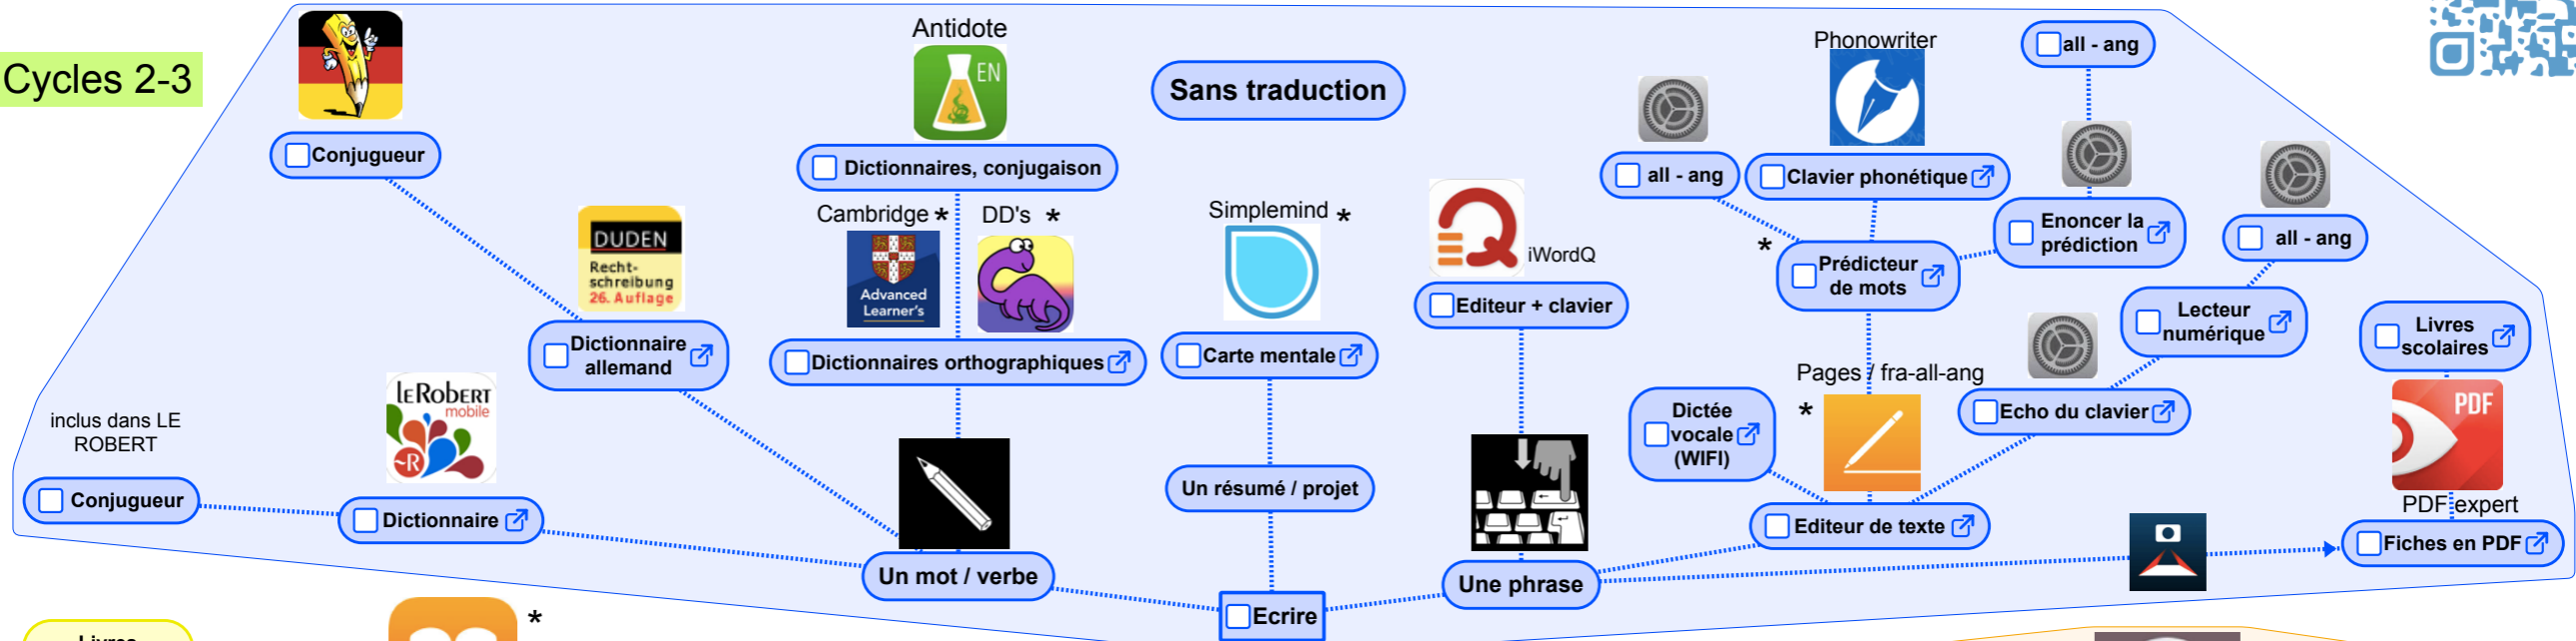 Cycles 2-3
Antidote
EN
Sans traduction
Phonowriter
all - ang
Conjugueur
Dictionnaires, conjugaison
all - ang
Clavier phonétique
Enoncer la
prédiction
all - ang
Cambridge *
DD's *
Simplemind *
iWordQ
DUDEN
Recht-
schreibung
26. Auflage
Advanced
Learner's
*
Prédicteur
de mots
Editeur + clavier
Lecteur
numérique
Livres
scolaires
Dictionnaire
allemand
Dictionnaires orthographiques
Carte mentale
Pages / fra-all-ang
*
Echo du clavier
PDF
inclus dans LE
ROBERT
leRobert
mobile
~R
Dictée
vocale
(WIFI)
Conjugueur
Dictionnaire
Un résumé / projet
Editeur de texte
PDF expert
Fiches en PDF
Un mot / verbe
Une phrase
Ecrire
*
Livres